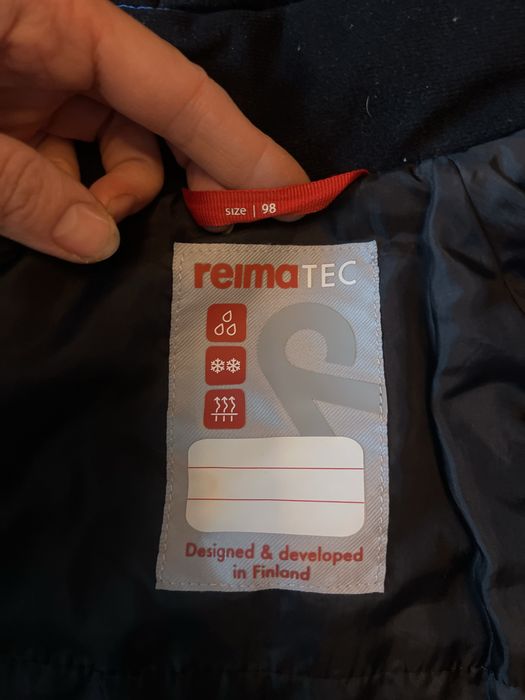 size | 98
reimaTEC
Designed & developed
in Finland